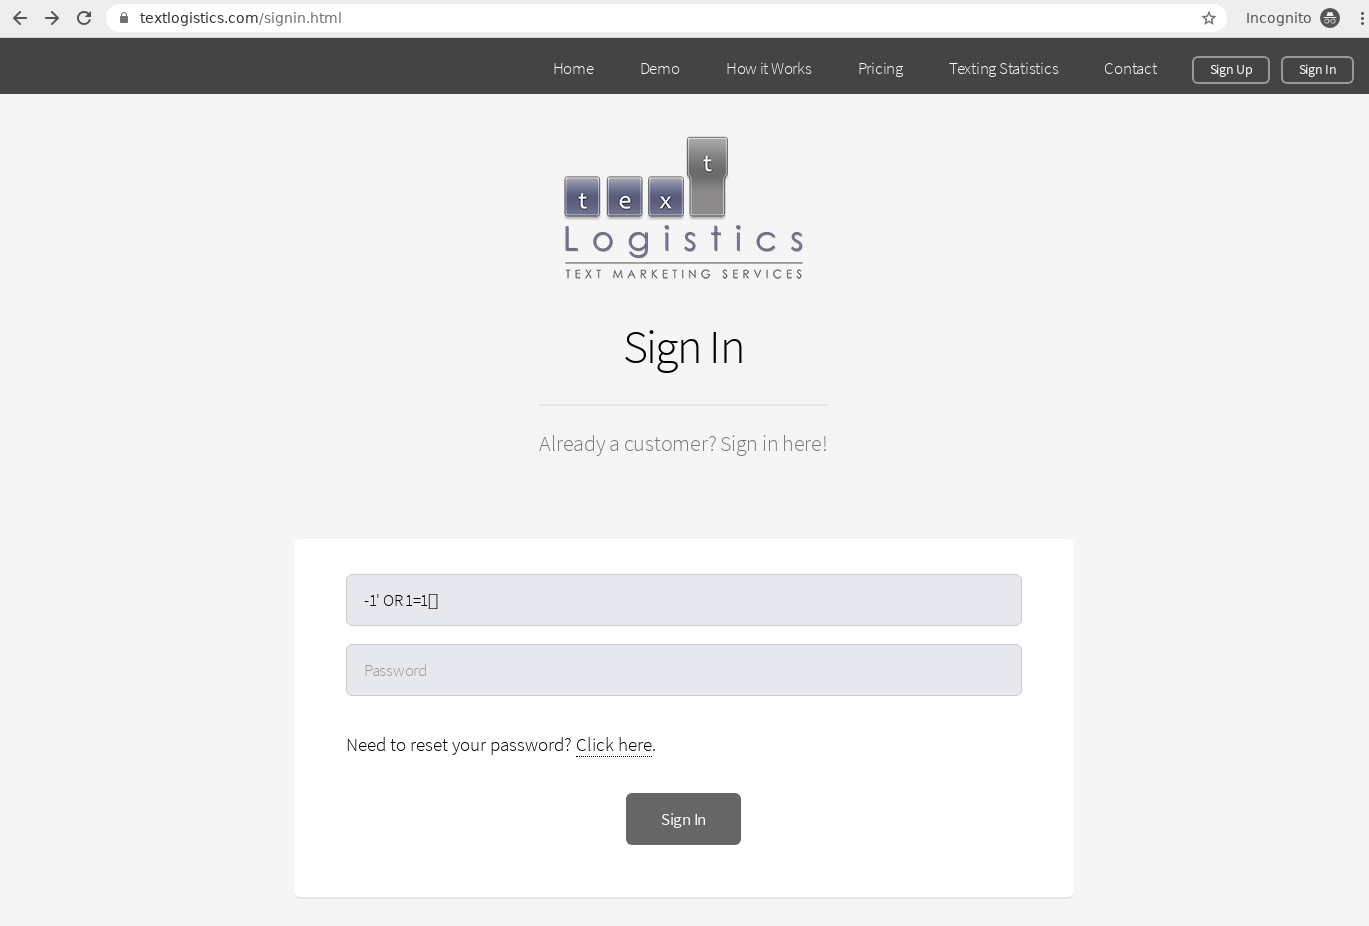 textlogistics.com/signin.html
Incognito
Home
Demo
How it Works
Pricing
Texting Statistics
Contact
Sign Up
Sign In
t e x t
Logistics
TEXT MARKETING SERVICES
Sign In
Already a customer? Sign in here!
-1' OR 1=1[]
Password
Need to reset your password? Click here.
Sign In